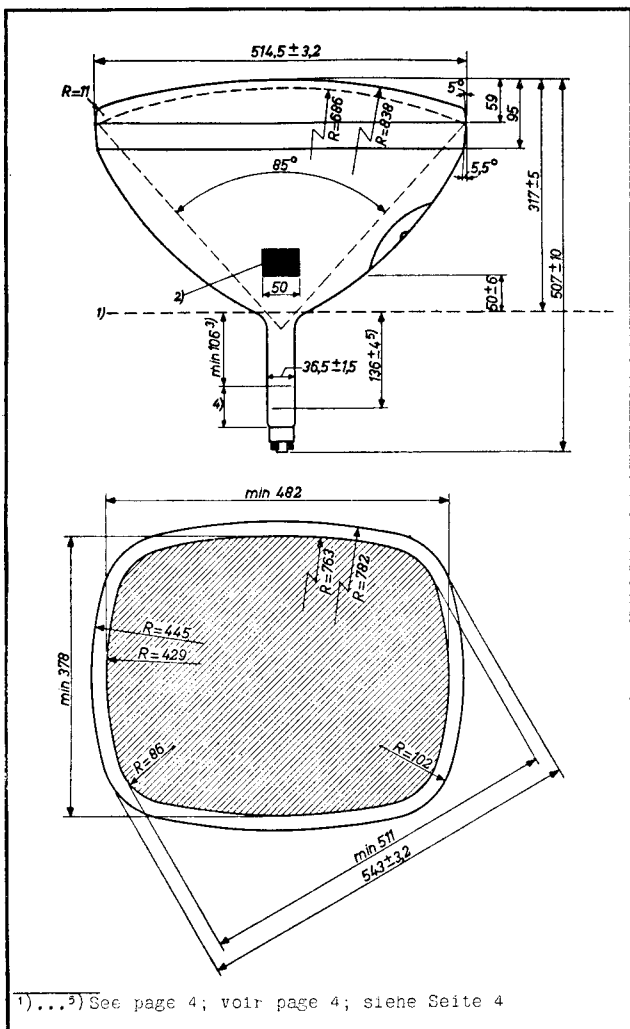 514,5±3,2
R=11
5°
59
95
R=686
R=838
85°
5,5°
317±5
507±10
2)
50
60±6
1)
min 106 3)
36,5±1,5
136±4 5)
4)
min 482
R=763
R=782
R=445
R=429
min 378
R=86
R=102
min 511
543±3,2
1)...5) See page 4; voir page 4; siehe Seite 4